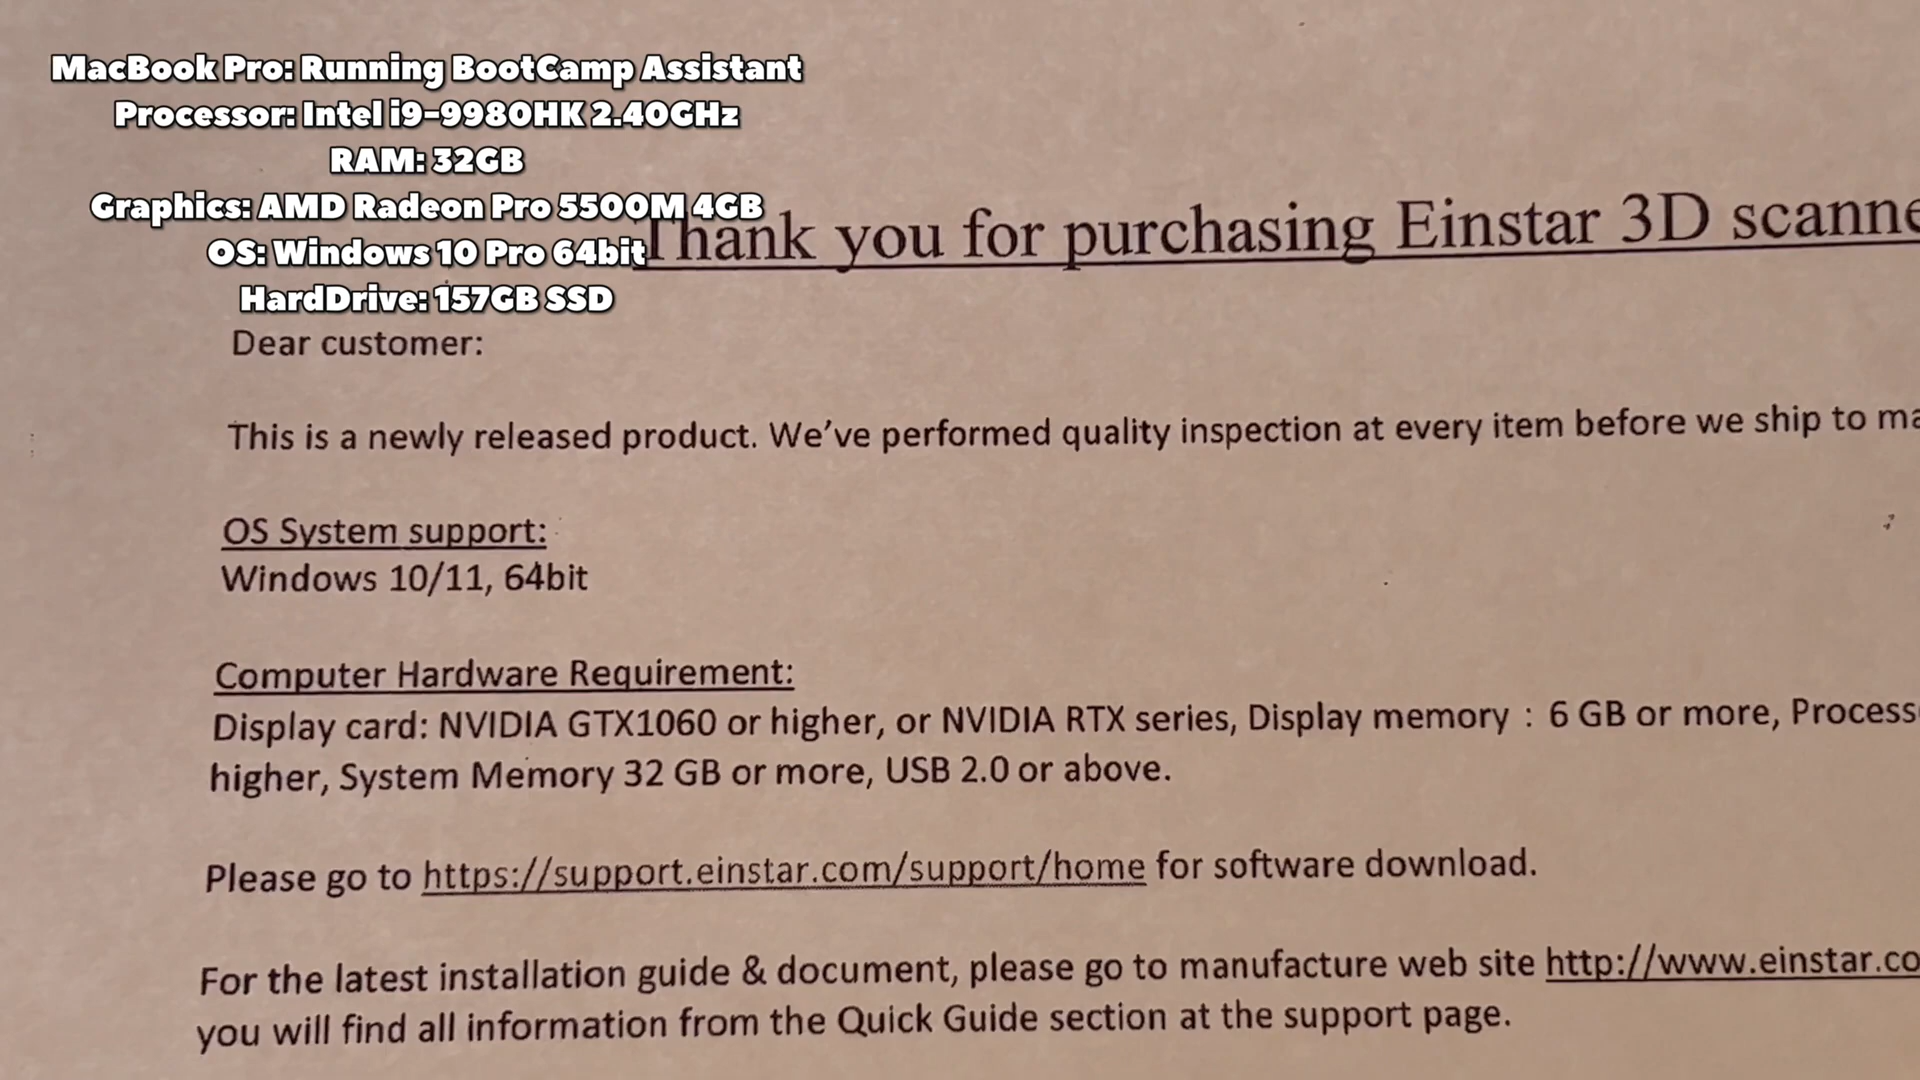 MacBook Pro: Running BootCamp Assistant
Processor: Intel i9-9980HK 2.40GHz
RAM: 32GB
Graphics: AMD Radeon Pro 5500M 4GB
OS: Windows 10 Pro 64bit
HardDrive: 157GB SSD
Thank you for purchasing Einstar 3D scanne
Dear customer:
This is a newly released product. We've performed quality inspection at every item before we ship to ma
OS System support:
Windows 10/11, 64bit
Computer Hardware Requirement:
Display card: NVIDIA GTX1060 or higher, or NVIDIA RTX series, Display memory : 6 GB or more, Process
higher, System Memory 32 GB or more, USB 2.0 or above.
Please go to https://support.einstar.com/support/home for software download.
For the latest installation guide & document, please go to manufacture web site http://www.einstar.co
you will find all information from the Quick Guide section at the support page.